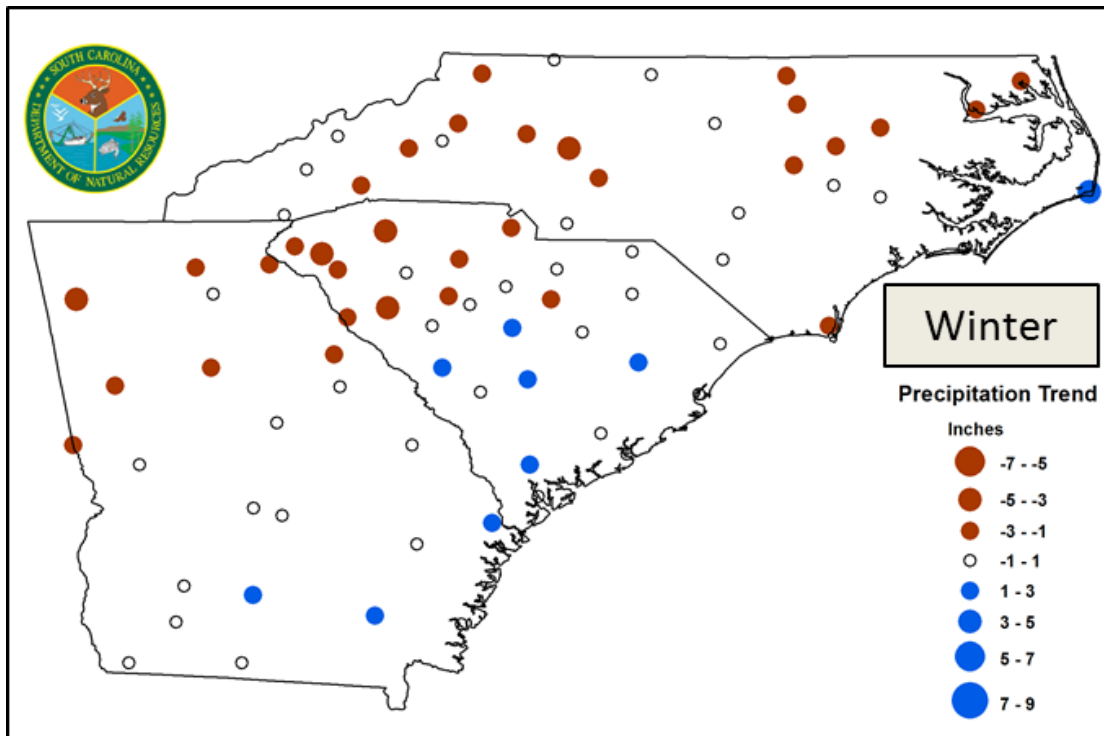 SOUTH CAROLINA
DEPARTMENT OF NATURAL RESOURCES
Winter
Precipitation Trend
Inches
-7 - -5
-5 - -3
-3 - -1
-1 - 1
1 - 3
3 - 5
5 - 7
7 - 9